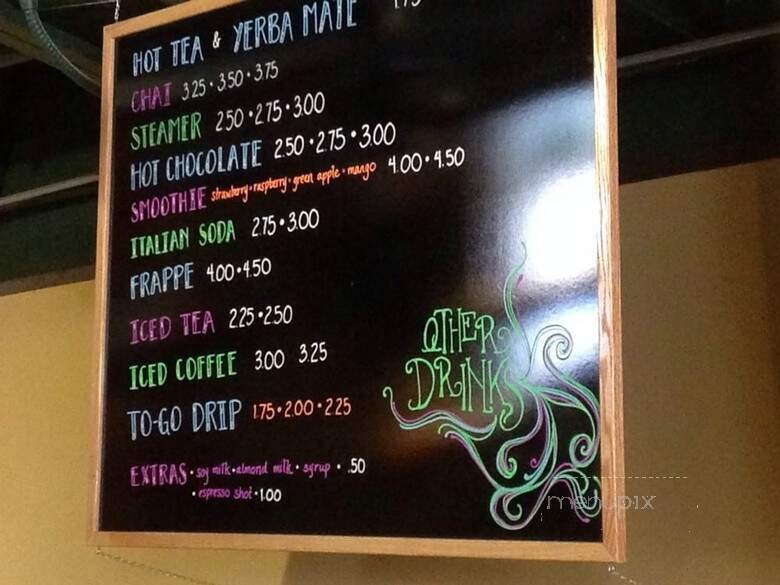 HOT TEA & YERBA MATE 1.75
CHAI 3.25 • 3.50 • 3.75
STEAMER 2.50 • 2.75 • 3.00
HOT CHOCOLATE 2.50 • 2.75 • 3.00
SMOOTHIE strawberry • raspberry • green apple • mango 4.00 • 4.50
ITALIAN SODA 2.75 • 3.00
FRAPPE 4.00 • 4.50
ICED TEA 2.25 • 2.50
ICED COFFEE 3.00 3.25
TO-GO DRIP 1.75 • 2.00 • 2.25
EXTRAS • soy milk • almond milk • syrup • .50
• espresso shot • 1.00
OTHER
DRINKS
menupix